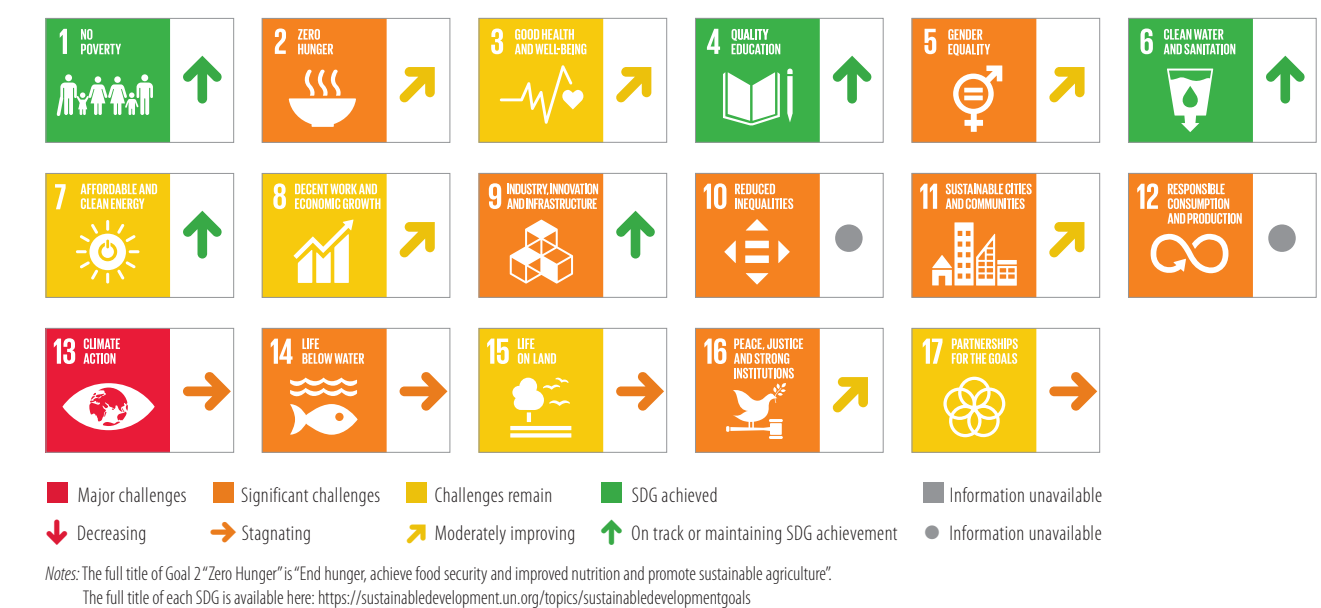 1 NO
POVERTY
2 ZERO
HUNGER
3 GOOD HEALTH
AND WELL-BEING
4 QUALITY
EDUCATION
5 GENDER
EQUALITY
6 CLEAN WATER
AND SANITATION
7 AFFORDABLE AND
CLEAN ENERGY
8 DECENT WORK AND
ECONOMIC GROWTH
9 INDUSTRY, INNOVATION
AND INFRASTRUCTURE
10 REDUCED
INEQUALITIES
11 SUSTAINABLE CITIES
AND COMMUNITIES
12 RESPONSIBLE
CONSUMPTION
AND PRODUCTION
13 CLIMATE
ACTION
14 LIFE
BELOW WATER
15 LIFE
ON LAND
16 PEACE, JUSTICE
AND STRONG
INSTITUTIONS
17 PARTNERSHIPS
FOR THE GOALS
Major challenges Significant challenges Challenges remain SDG achieved Information unavailable
Decreasing Stagnating Moderately improving On track or maintaining SDG achievement Information unavailable
Notes: The full title of Goal 2 “Zero Hunger” is “End hunger, achieve food security and improved nutrition and promote sustainable agriculture”.
The full title of each SDG is available here: https://sustainabledevelopment.un.org/topics/sustainabledevelopmentgoals